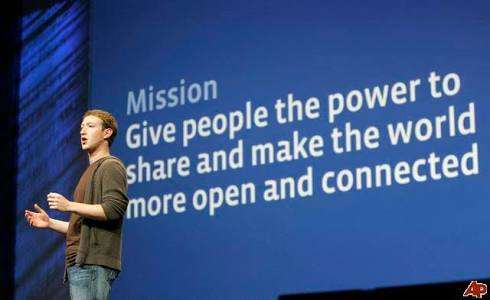 Mission
Give people the power to
share and make the world
more open and connected
AP